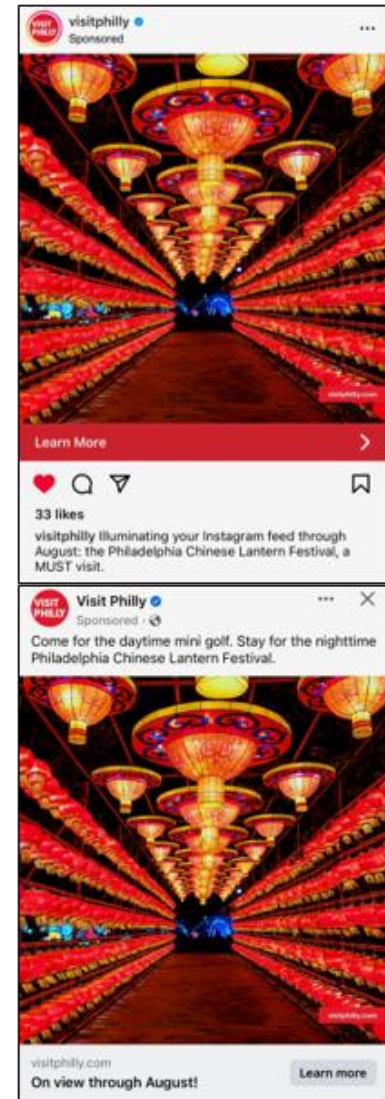 VISIT
PHILLY
visitphilly
Sponsored
visitphilly.com
Learn More
33 likes
visitphilly Illuminating your Instagram feed through
August: the Philadelphia Chinese Lantern Festival, a
MUST visit.
VISIT
PHILLY
Visit Philly
Sponsored ·
Come for the daytime mini golf. Stay for the nighttime
Philadelphia Chinese Lantern Festival.
visitphilly.com
visitphilly.com
On view through August!
Learn more